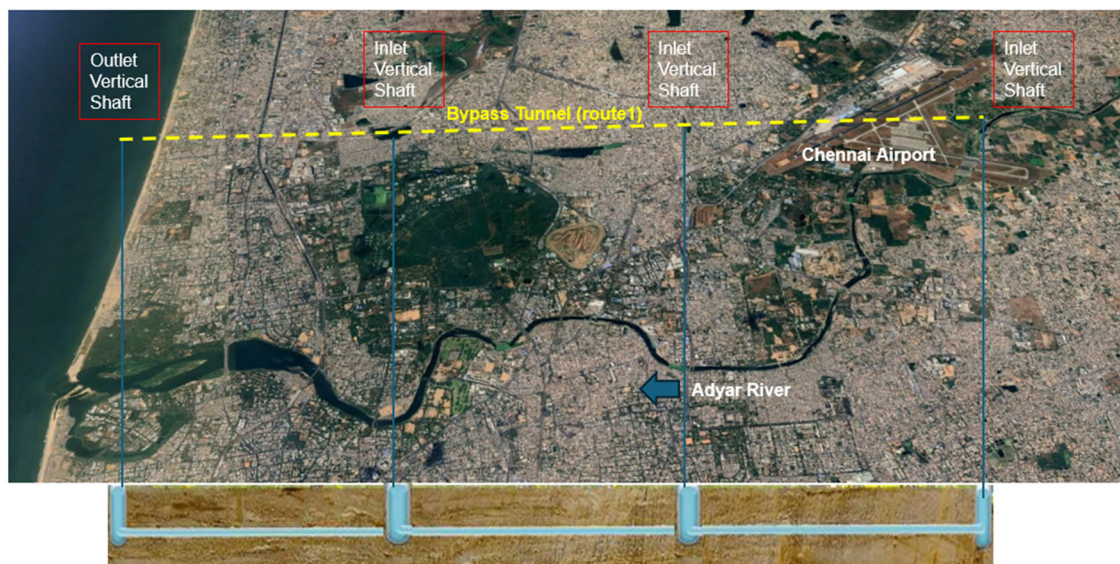 Outlet
Vertical
Shaft
Inlet
Vertical
Shaft
Inlet
Vertical
Shaft
Inlet
Vertical
Shaft
Bypass Tunnel (route1)
Chennai Airport
Adyar River